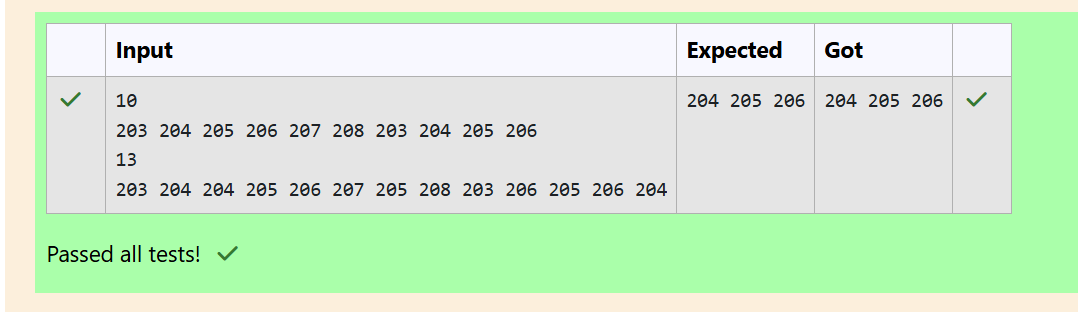 Input Expected Got
10 204 205 206 204 205 206
203 204 205 206 207 208 203 204 205 206
13
203 204 204 205 206 207 205 208 203 206 205 206 204
Passed all tests!